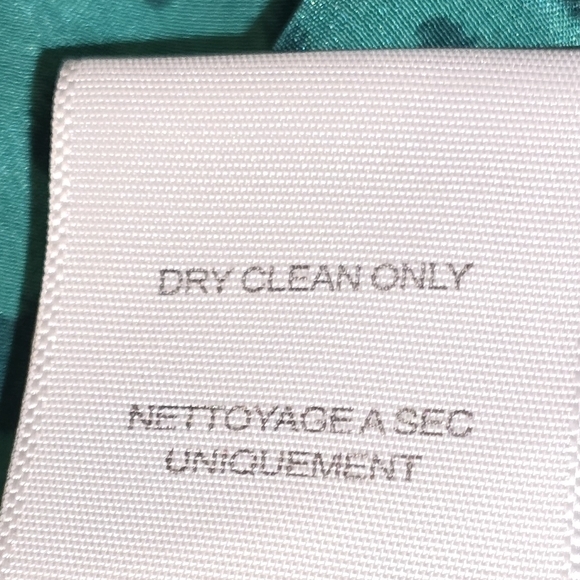 DRY CLEAN ONLY
NETTOYAGE A SEC
UNIQUEMENT